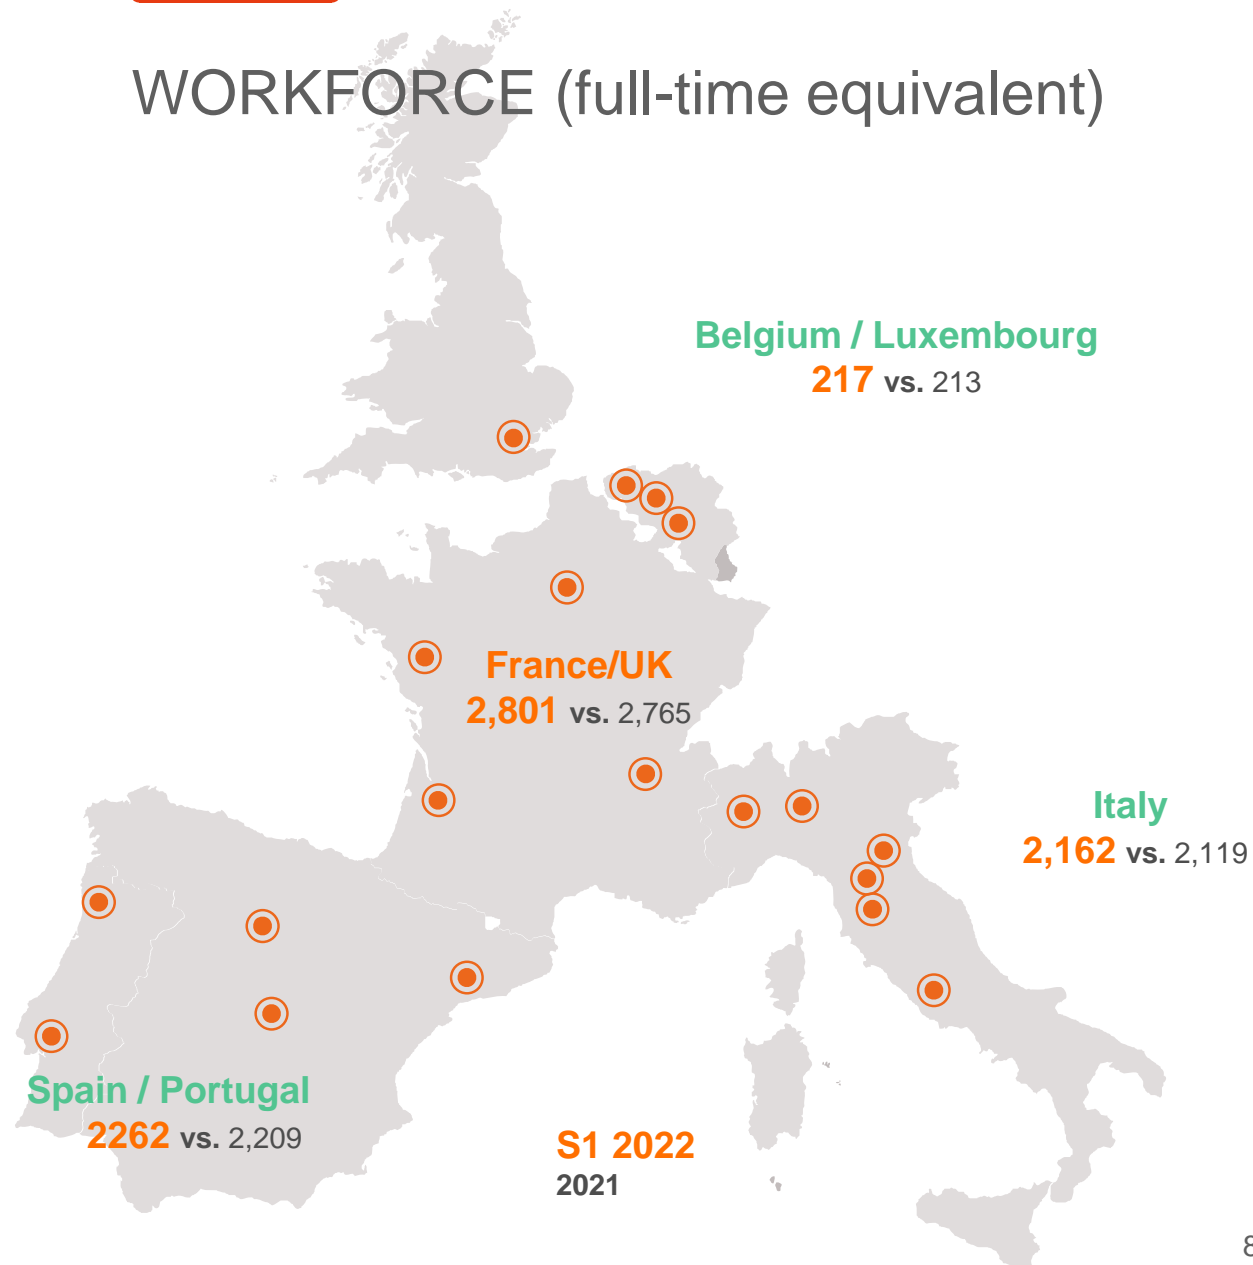 WORKFORCE (full-time equivalent)
Belgium / Luxembourg
217 vs. 213
France/UK
2,801 vs. 2,765
Italy
2,162 vs. 2,119
Spain / Portugal
2262 vs. 2,209
S1 2022
2021
8